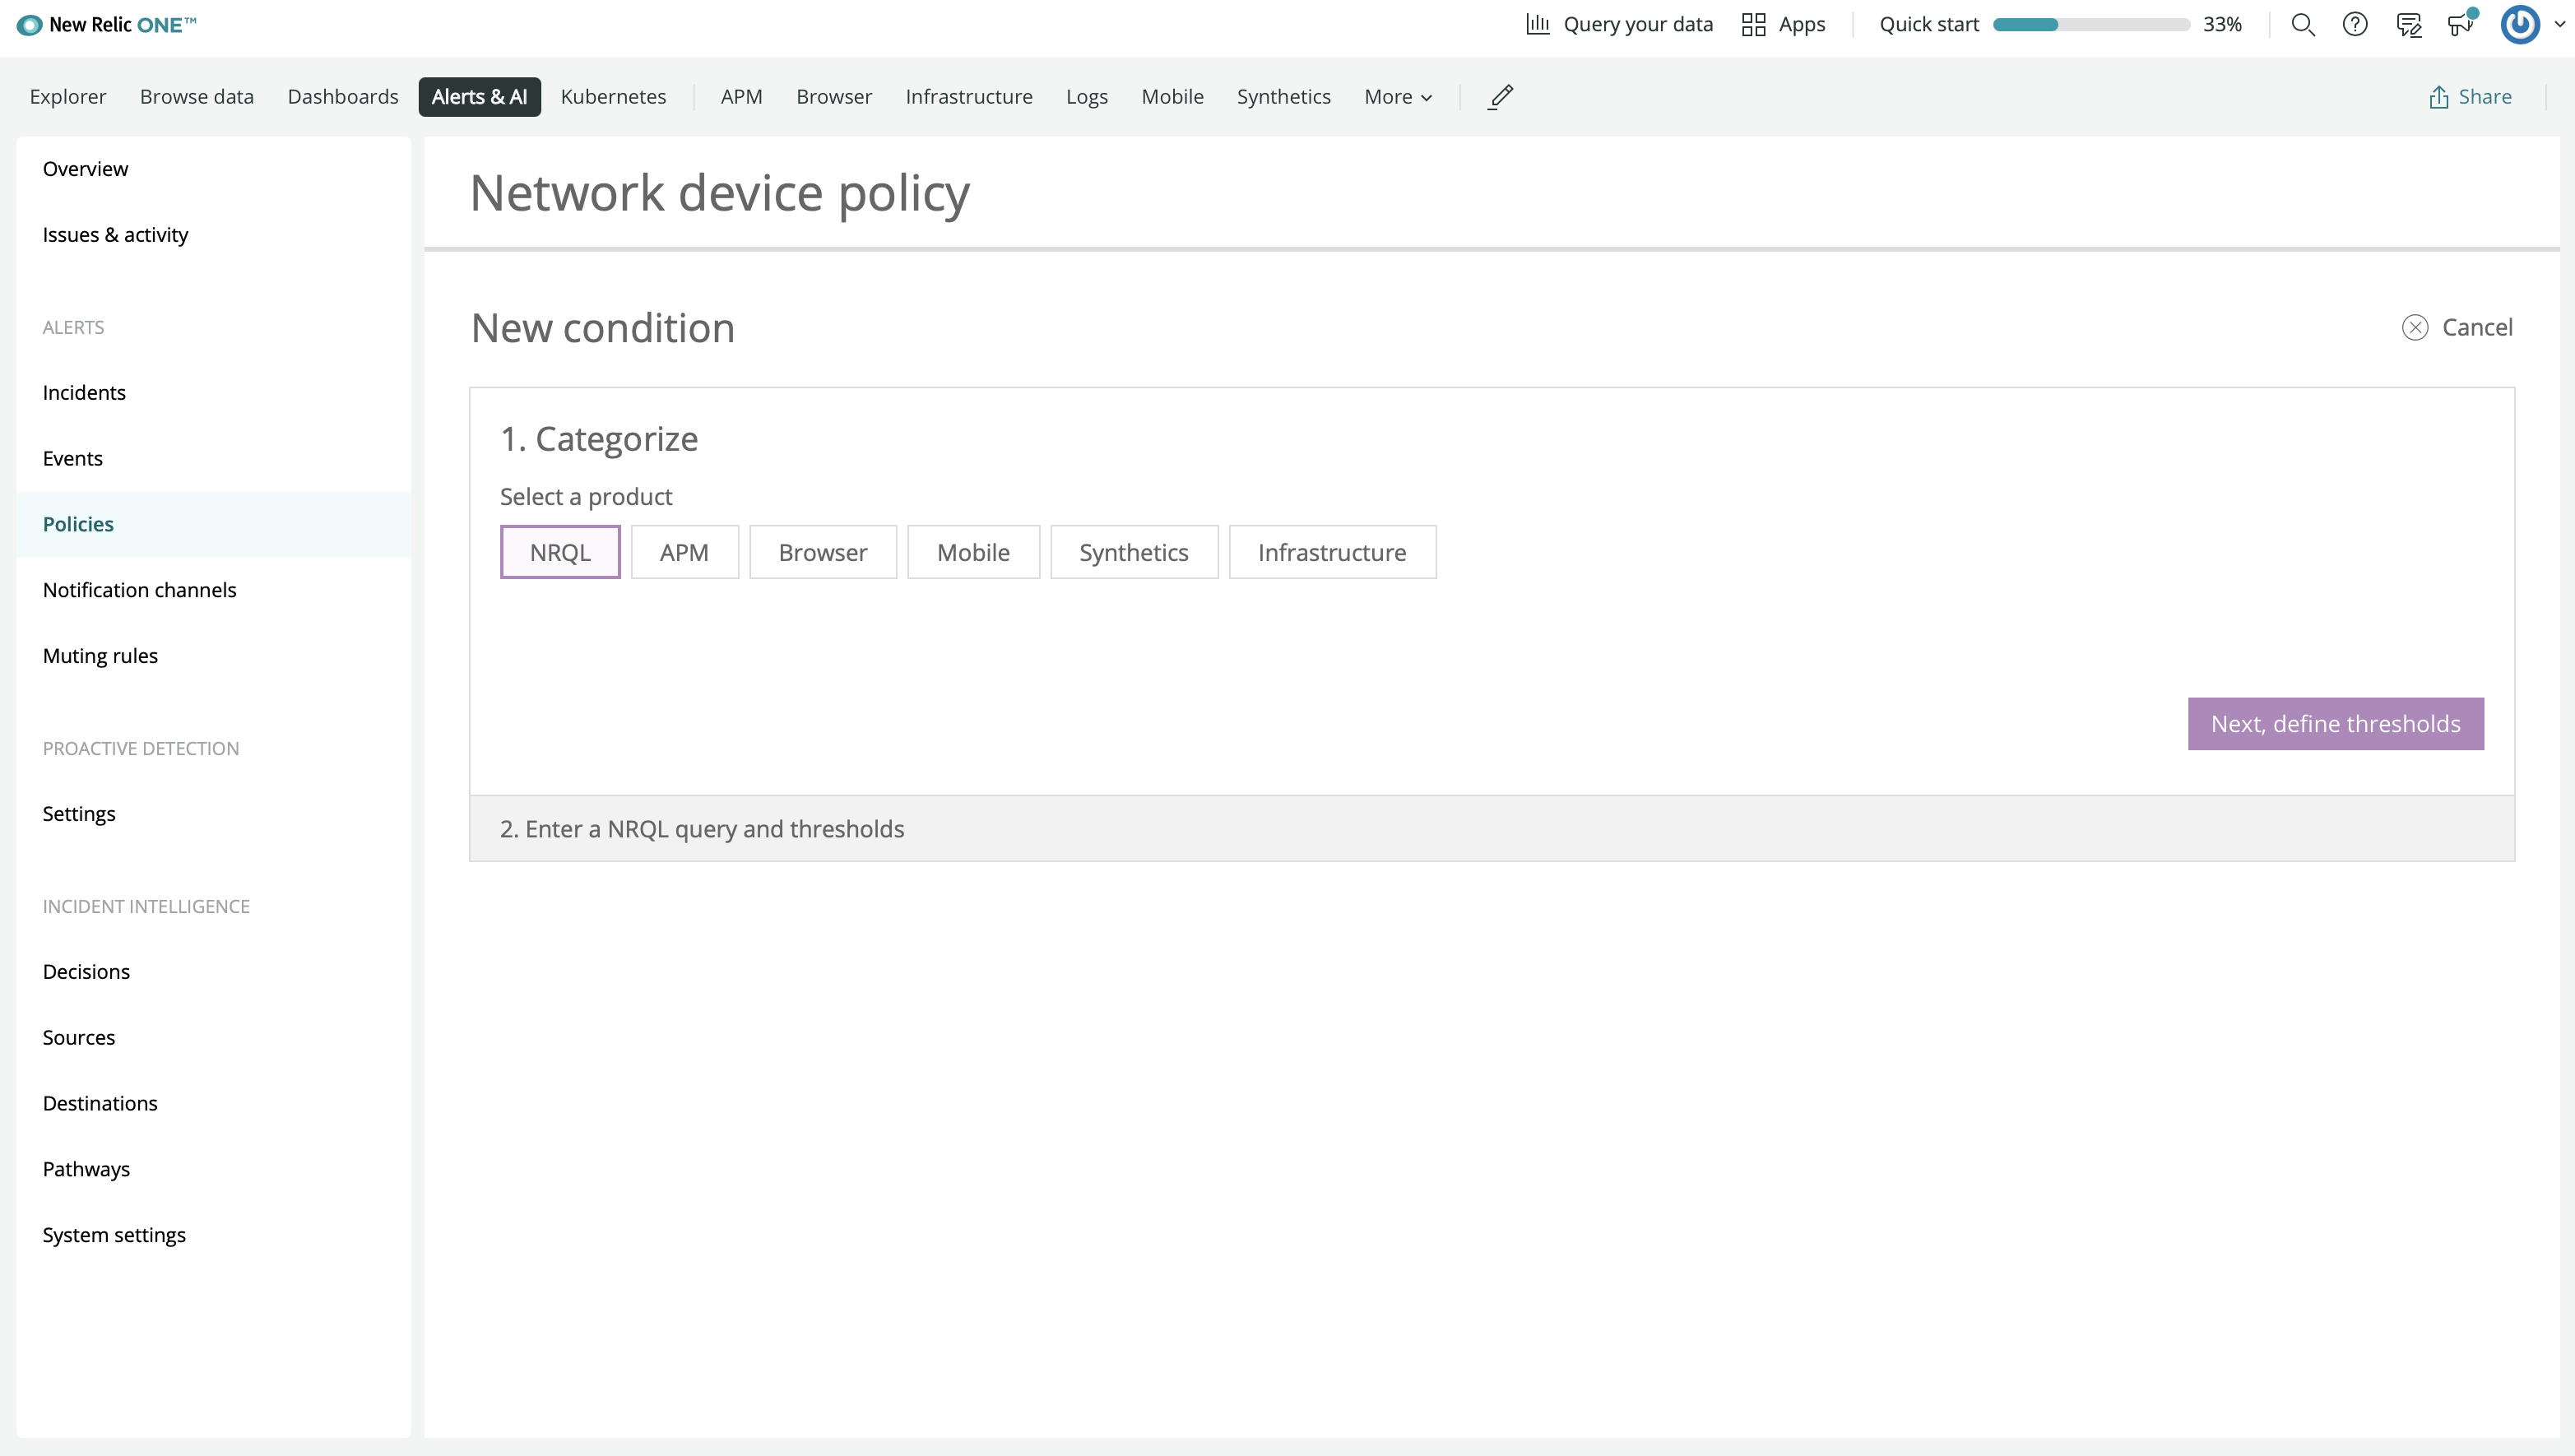 New Relic ONE™
Query your data
Apps
Quick start
33%
Explorer
Browse data
Dashboards
Alerts & AI
Kubernetes
APM
Browser
Infrastructure
Logs
Mobile
Synthetics
More
Share
Overview
Issues & activity
ALERTS
Incidents
Events
Policies
Notification channels
Muting rules
PROACTIVE DETECTION
Settings
INCIDENT INTELLIGENCE
Decisions
Sources
Destinations
Pathways
System settings
Network device policy
New condition
Cancel
1. Categorize
Select a product
NRQL
APM
Browser
Mobile
Synthetics
Infrastructure
Next, define thresholds
2. Enter a NRQL query and thresholds